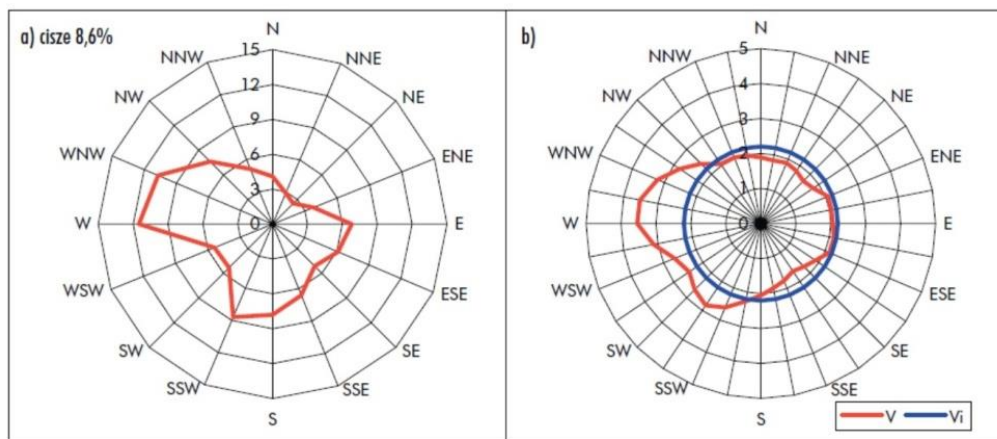 a) cisze 8,6%
N
NNE
NE
ENE
E
ESE
SE
SSE
S
SSW
SW
WSW
W
WNW
NW
NNW
15
12
9
6
3
0
b)
N
NNE
NE
ENE
E
ESE
SE
SSE
S
SSW
SW
WSW
W
WNW
NW
NNW
5
4
3
2
1
0
V Vi